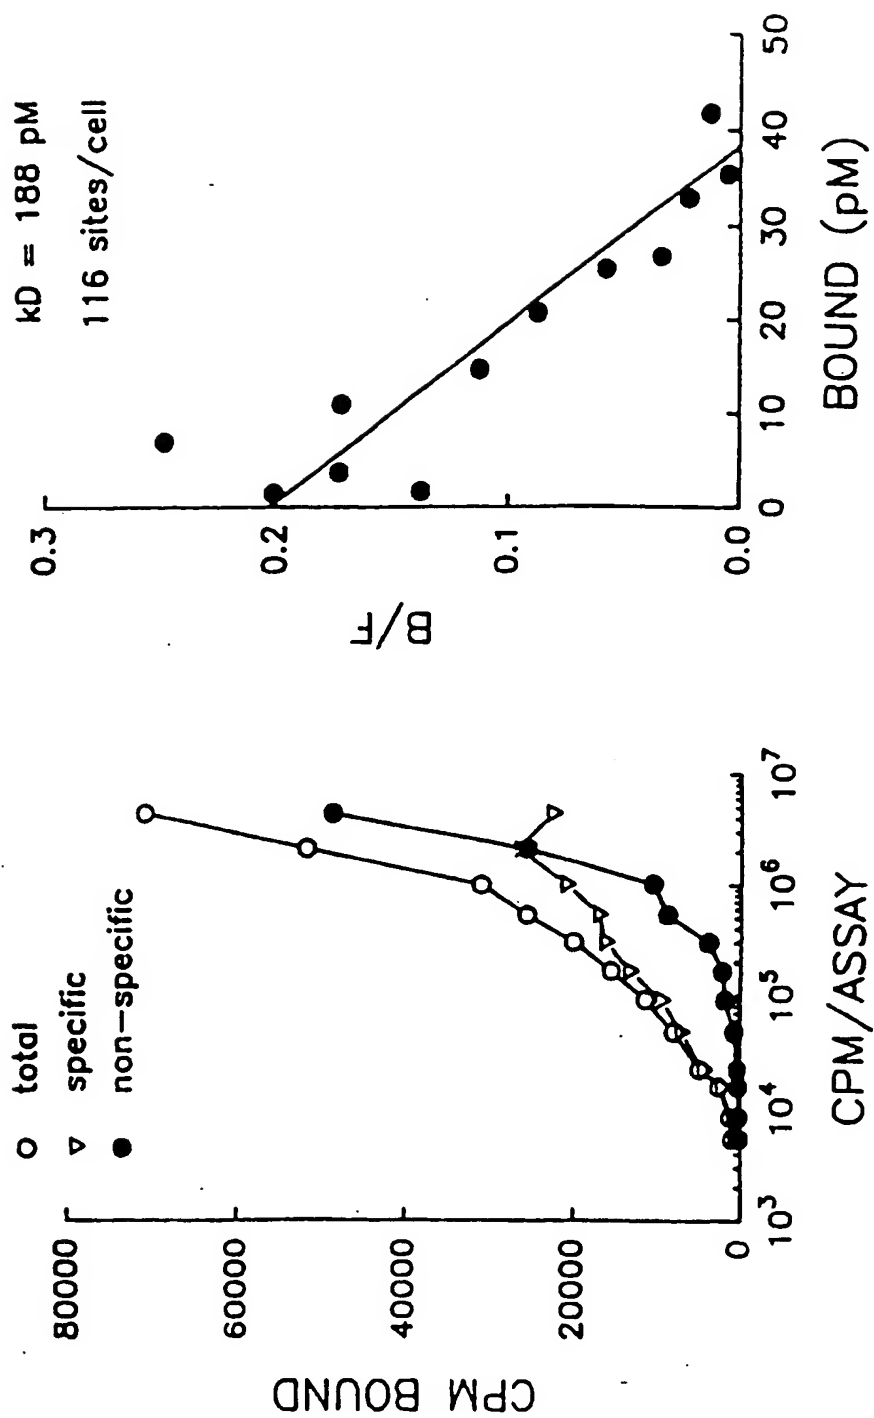 CPM BOUND
80000
60000
40000
20000
0
o total
▽ specific
● non-specific
10³ 10⁴ 10⁵ 10⁶ 10⁷
CPM/ASSAY
B/F
0.3
0.2
0.1
0.0
kD = 188 pM
116 sites/cell
0 10 20 30 40 50
BOUND (pM)